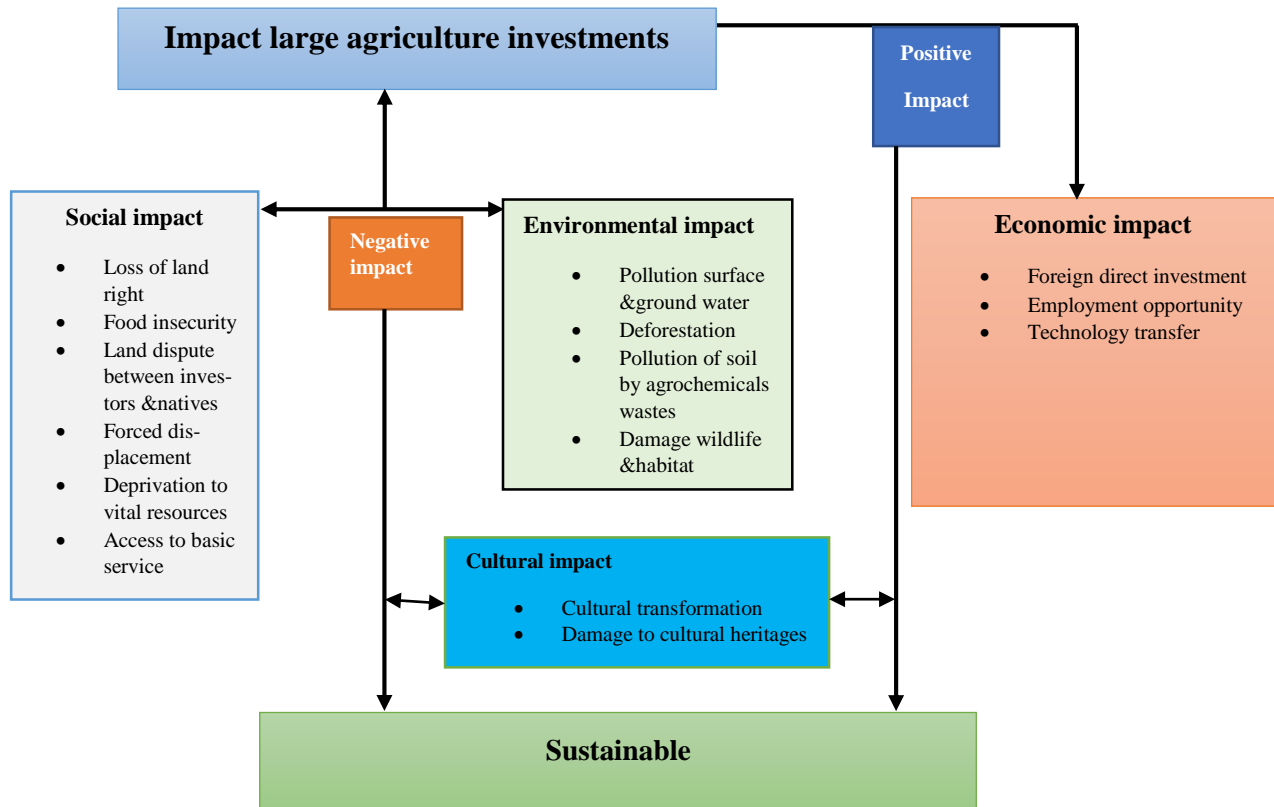 Impact large agriculture investments
Positive
Impact
Social impact
• Loss of land
right
• Food insecurity
• Land dispute
between inves-
tors &natives
• Forced dis-
placement
• Deprivation to
vital resources
• Access to basic
service
Negative
impact
Environmental impact
• Pollution surface
&ground water
• Deforestation
• Pollution of soil
by agrochemicals
wastes
• Damage wildlife
&habitat
Economic impact
• Foreign direct investment
• Employment opportunity
• Technology transfer
Cultural impact
• Cultural transformation
• Damage to cultural heritages
Sustainable